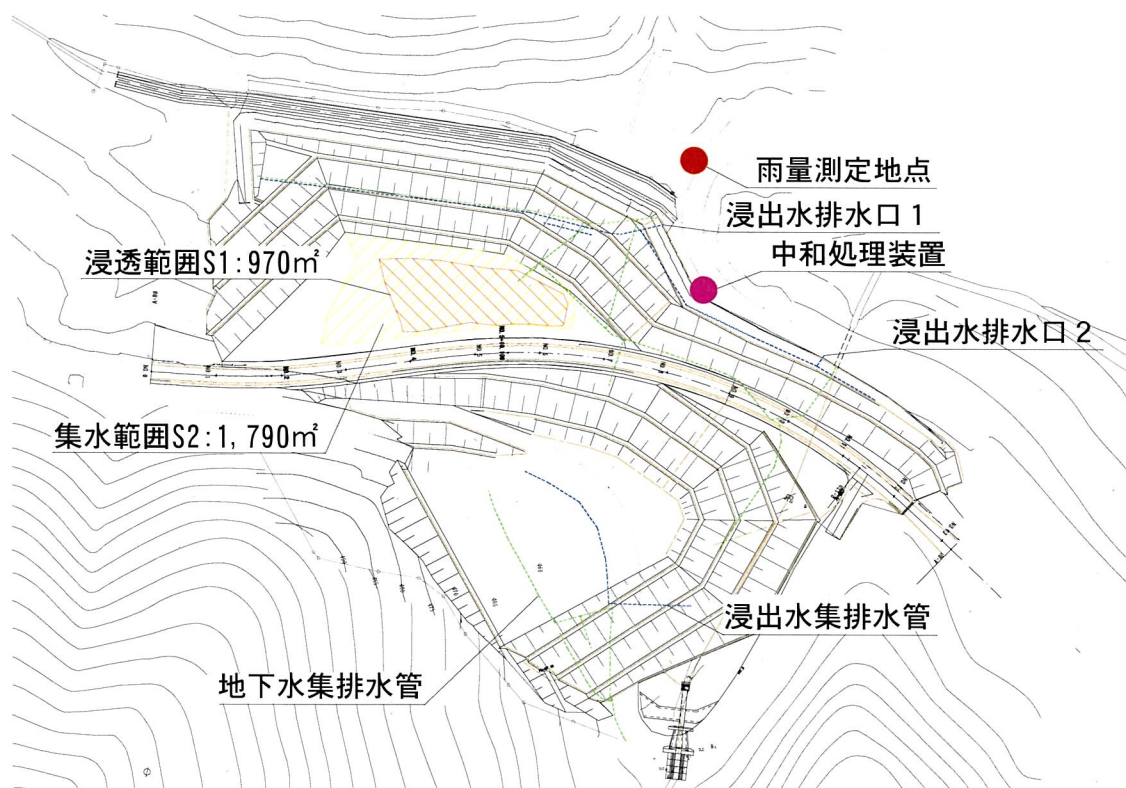 雨量測定地点
浸出水排水口1
浸透範囲S1:970㎡
中和処理装置
浸出水排水口2
集水範囲S2:1,790㎡
浸出水集排水管
地下水集排水管